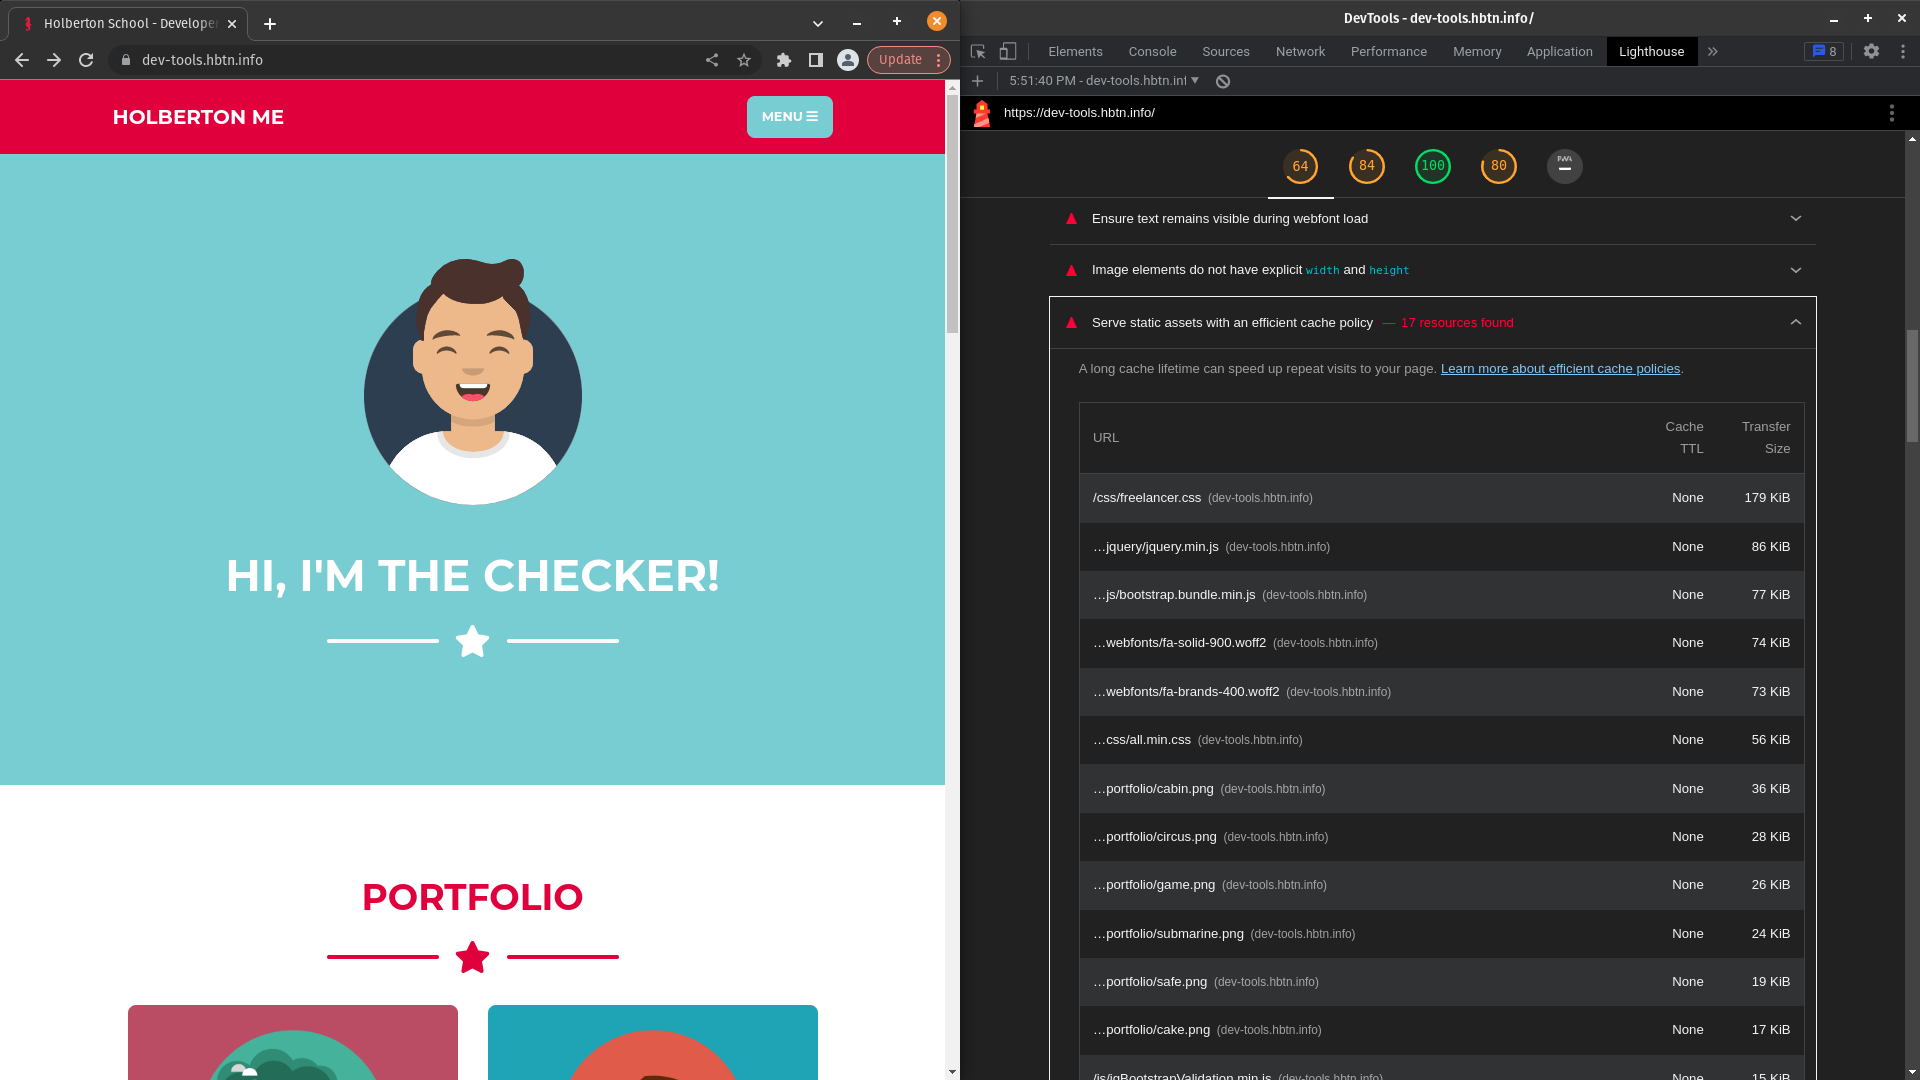 Holberton School - Develope
dev-tools.hbtn.info
Update
HOLBERTON ME
MENU
HI, I'M THE CHECKER!
PORTFOLIO
DevTools - dev-tools.hbtn.info/
Elements Console Sources Network Performance Memory Application Lighthouse 8
5:51:40 PM - dev-tools.hbtn.inf
https://dev-tools.hbtn.info/
64 84 100 80 PWA
Ensure text remains visible during webfont load
Image elements do not have explicit width and height
Serve static assets with an efficient cache policy — 17 resources found
A long cache lifetime can speed up repeat visits to your page. Learn more about efficient cache policies.
URL Cache TTL Transfer Size
/css/freelancer.css (dev-tools.hbtn.info) None 179 KiB
…jquery/jquery.min.js (dev-tools.hbtn.info) None 86 KiB
…js/bootstrap.bundle.min.js (dev-tools.hbtn.info) None 77 KiB
…webfonts/fa-solid-900.woff2 (dev-tools.hbtn.info) None 74 KiB
…webfonts/fa-brands-400.woff2 (dev-tools.hbtn.info) None 73 KiB
…css/all.min.css (dev-tools.hbtn.info) None 56 KiB
…portfolio/cabin.png (dev-tools.hbtn.info) None 36 KiB
…portfolio/circus.png (dev-tools.hbtn.info) None 28 KiB
…portfolio/game.png (dev-tools.hbtn.info) None 26 KiB
…portfolio/submarine.png (dev-tools.hbtn.info) None 24 KiB
…portfolio/safe.png (dev-tools.hbtn.info) None 19 KiB
…portfolio/cake.png (dev-tools.hbtn.info) None 17 KiB
/js/jqBootstrapValidation.min.js (dev-tools.hbtn.info) None 15 KiB